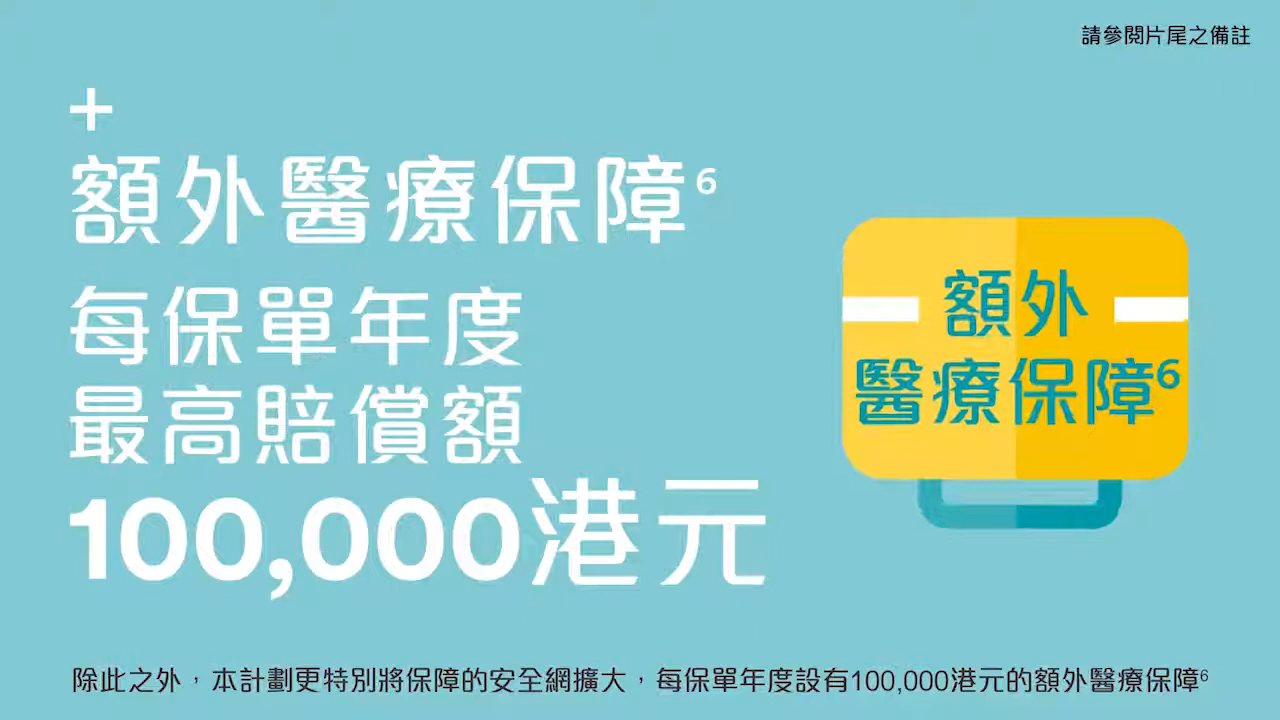 請參閱片尾之備註
+
額外醫療保障6
每保單年度
最高賠償額
100,000港元
額外
醫療保障6
除此之外，本計劃更特別將保障的安全網擴大，每保單年度設有100,000港元的額外醫療保障6